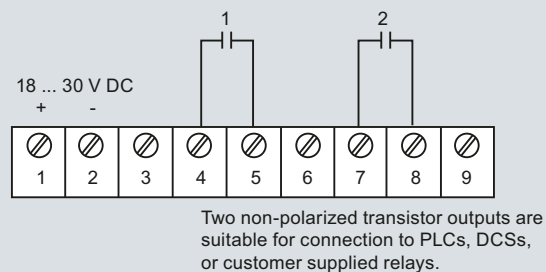 1 2
18 ... 30 V DC
+ -
1 2 3 4 5 6 7 8 9
Two non-polarized transistor outputs are
suitable for connection to PLCs, DCSs,
or customer supplied relays.